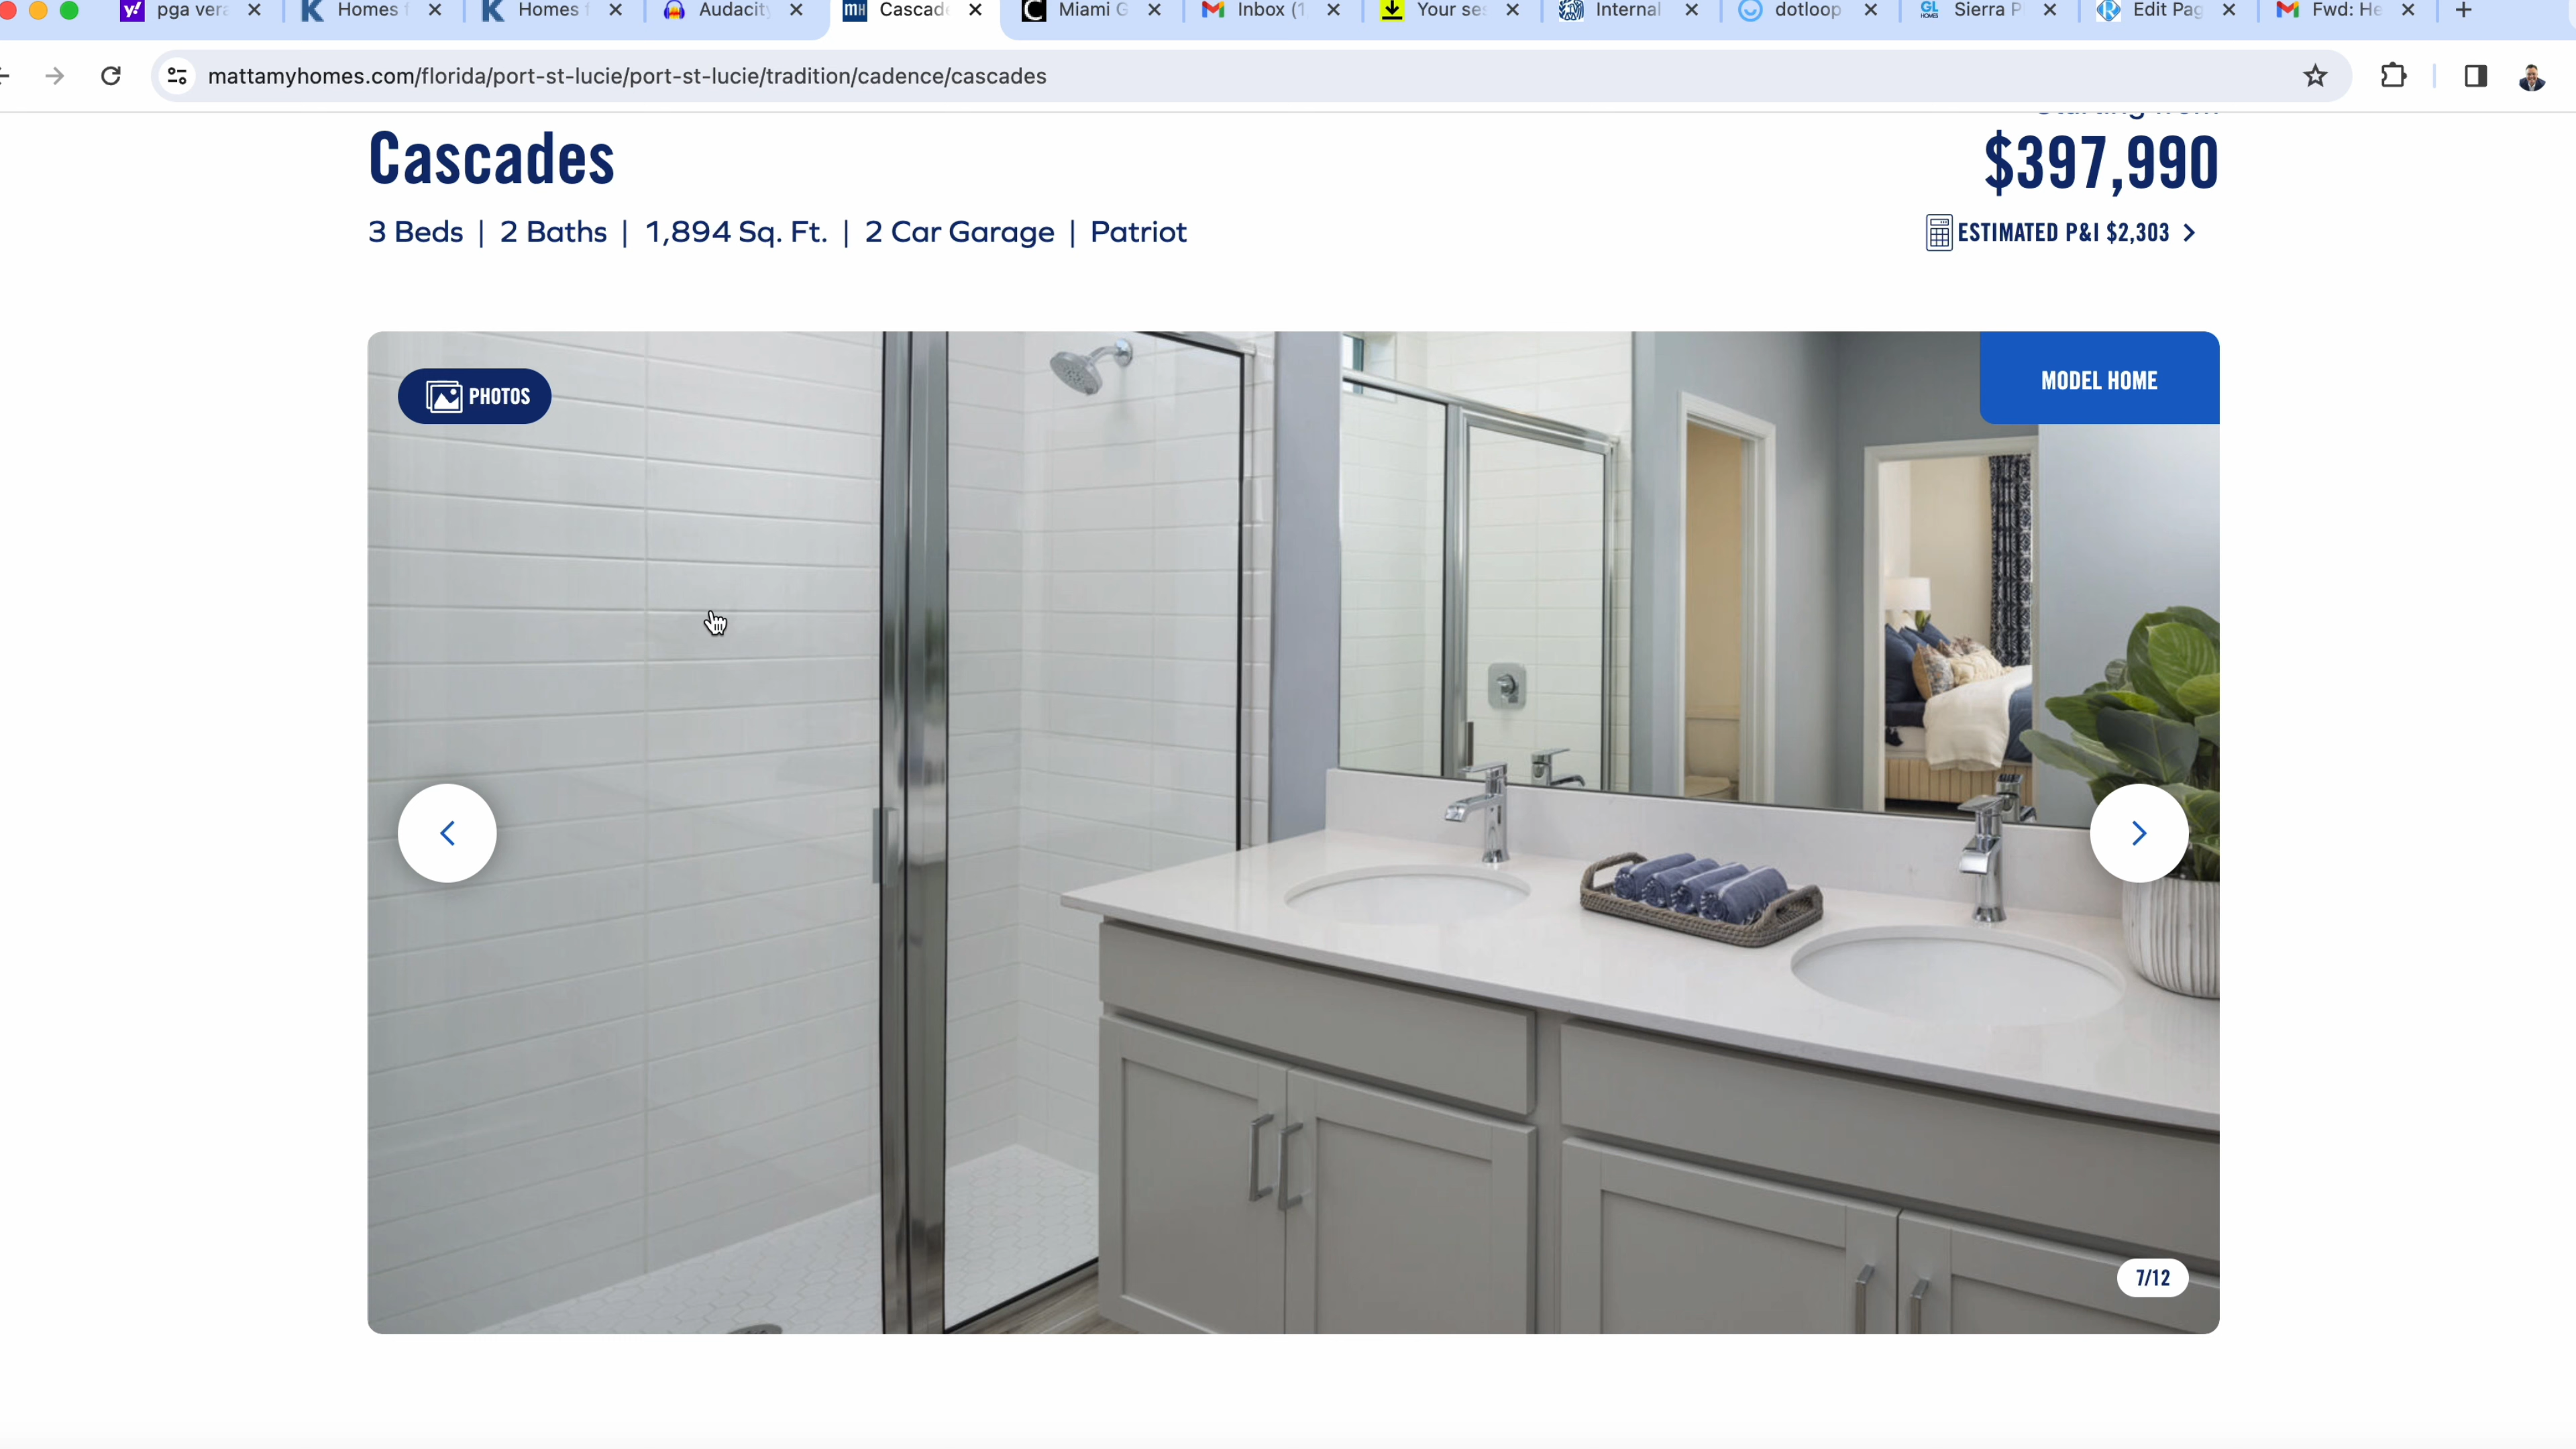 pga ver
Homes f
Homes f
Audacit
Cascad
Miami G
Inbox (1
Your se
Internal
dotloop
Sierra P
Edit Pag
Fwd: He
mattamyhomes.com/florida/port-st-lucie/port-st-lucie/tradition/cadence/cascades
Cascades
$397,990
3 Beds | 2 Baths | 1,894 Sq. Ft. | 2 Car Garage | Patriot
ESTIMATED P&I $2,303
PHOTOS
MODEL HOME
7/12